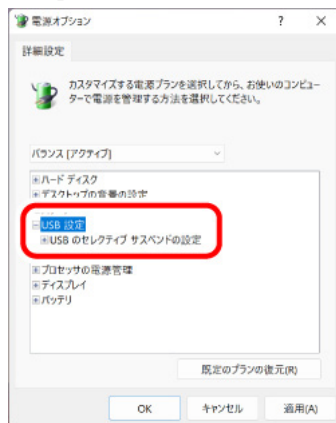 電源オプション
詳細設定
カスタマイズする電源プランを選択してから、お使いのコンピュー
ターで電源を管理する方法を選択してください。
バランス [アクティブ]
ハード ディスク
デスクトップの背景の設定
USB 設定
USB のセレクティブ サスペンドの設定
プロセッサの電源管理
ディスプレイ
バッテリ
既定のプランの復元(R)
OK
キャンセル
適用(A)